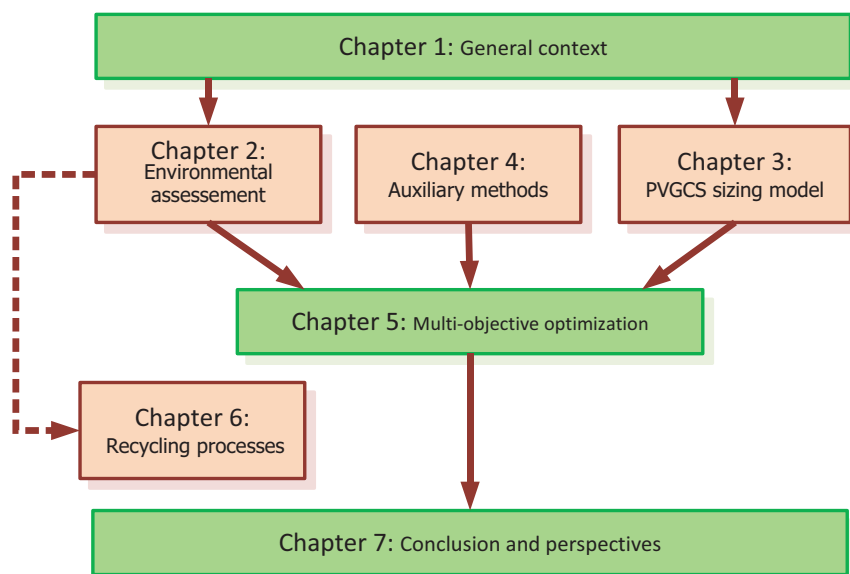 Chapter 1: General context
Chapter 2:
Environmental
assessement
Chapter 4:
Auxiliary methods
Chapter 3:
PVGCS sizing model
Chapter 5: Multi-objective optimization
Chapter 6:
Recycling processes
Chapter 7: Conclusion and perspectives